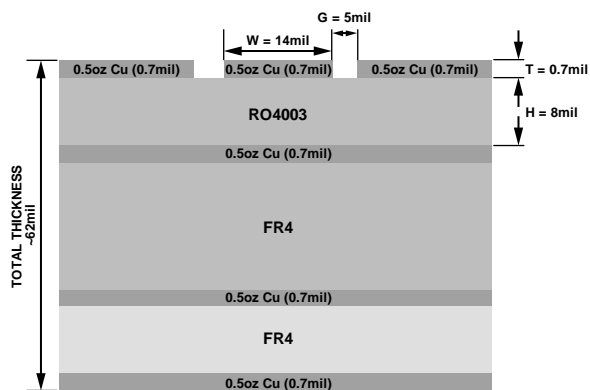 G = 5mil
W = 14mil
0.5oz Cu (0.7mil) 0.5oz Cu (0.7mil) 0.5oz Cu (0.7mil)
T = 0.7mil
RO4003
H = 8mil
0.5oz Cu (0.7mil)
TOTAL THICKNESS
~62mil
FR4
0.5oz Cu (0.7mil)
FR4
0.5oz Cu (0.7mil)